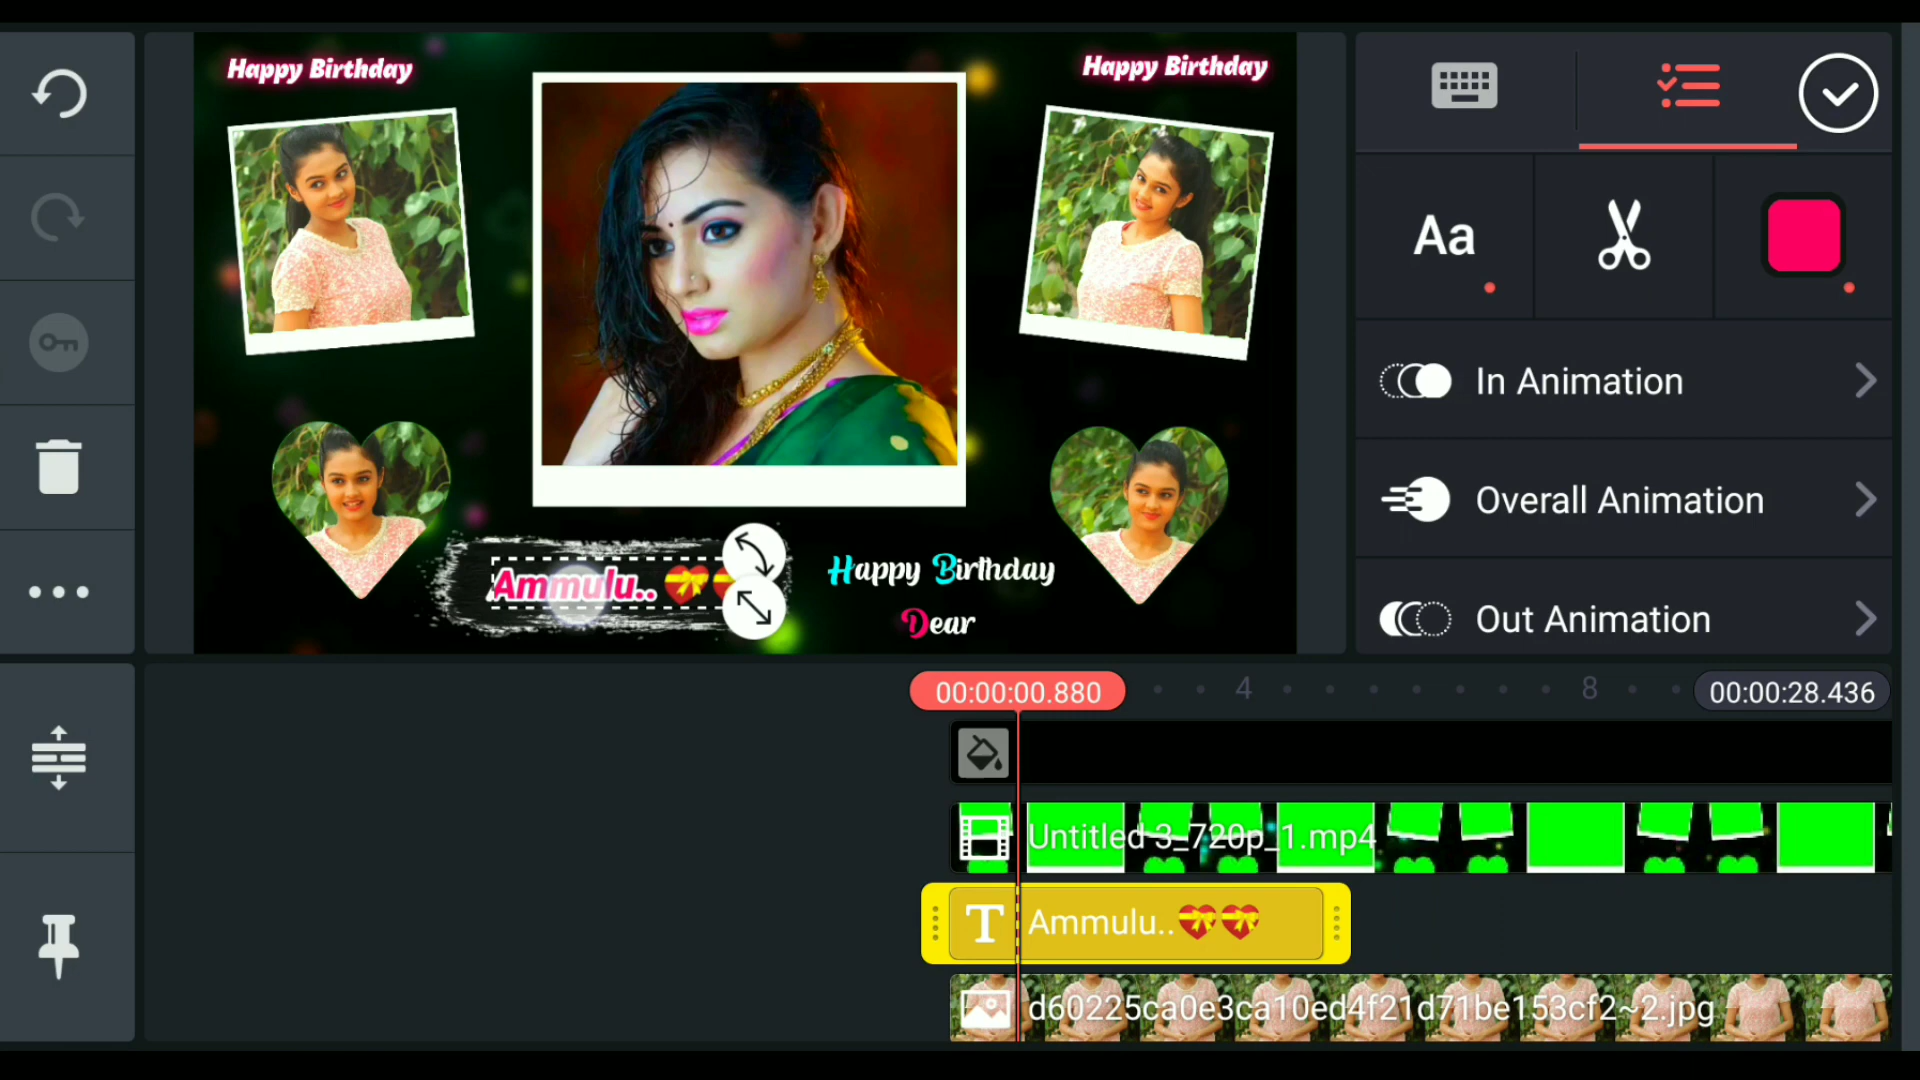 Happy Birthday
Happy Birthday
Ammulu..
Happy Birthday
Dear
Aa
In Animation
Overall Animation
Out Animation
00:00:00.880
4
8
00:00:28.436
Untitled 3_720p_1.mp4
T
Ammulu..💝💝
d60225ca0e3ca10ed4f21d71be153cf2~2.jpg